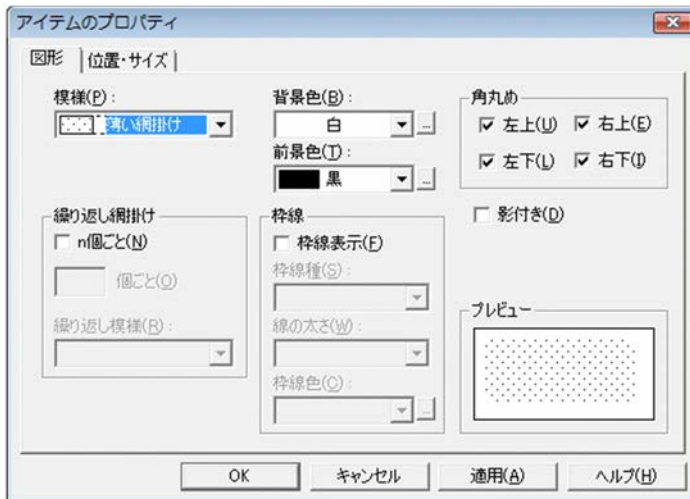 アイテムのプロパティ
図形
位置・サイズ
模様(P):
薄い網掛け
背景色(B):
白
前景色(T):
黒
角丸め
左上(U)
右上(E)
左下(L)
右下(I)
繰り返し網掛け
n個ごと(N)
個ごと(O)
繰り返し模様(R):
枠線
枠線表示(F)
枠線種(S):
線の太さ(W):
枠線色(C):
影付き(D)
プレビュー
OK
キャンセル
適用(A)
ヘルプ(H)